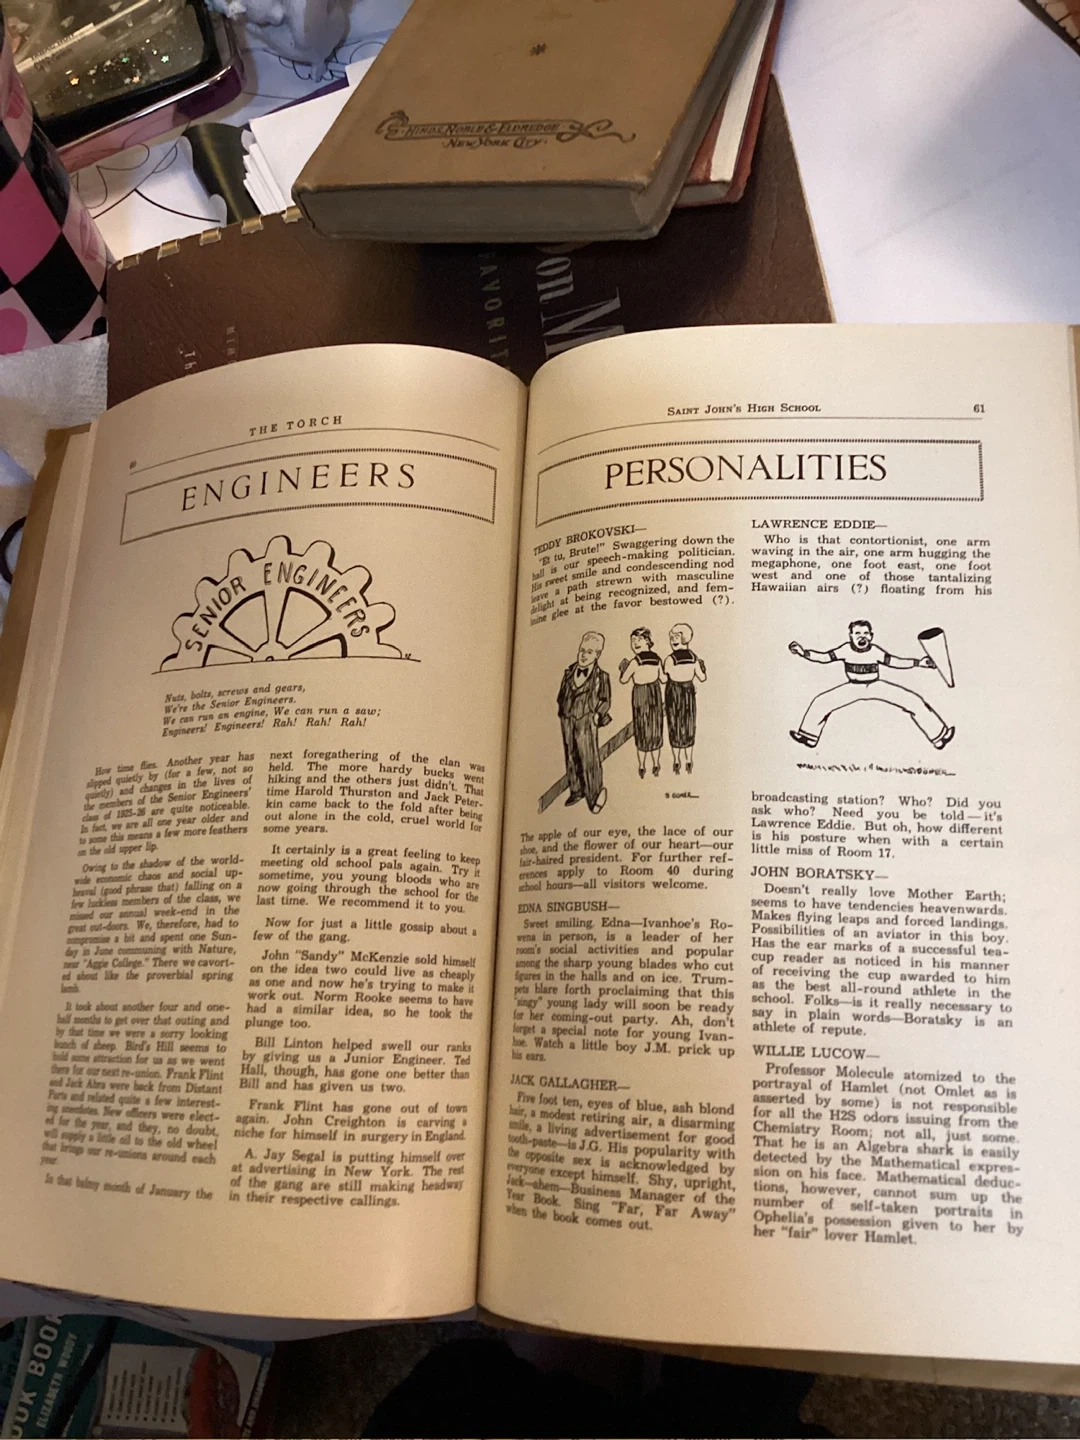 HINDS, NOBLE & ELDREDGE
NEW YORK CITY.
FAVORIT
on M
THE TORCH
60
ENGINEERS
SENIOR ENGINEERS
Nuts, bolts, screws and gears,
We're the Senior Engineers.
We can run an engine, We can run a saw;
Engineers! Engineers! Rah! Rah! Rah!
How time flies. Another year has
slipped quietly by (for a few, not so
quietly) and changes in the lives of
the members of the Senior Engineers'
class of 1925-26 are quite noticeable.
In fact, we are all one year older and
to some this means a few more feathers
on the old upper lip.
Owing to the shadow of the world-
wide economic chaos and social up-
heaval (good phrase that) falling on a
few luckless members of the class, we
missed our annual week-end in the
great out-doors. We, therefore, had to
compromise a bit and spent one Sun-
day in June communing with Nature,
near "Aggie College." There we cavort-
ed about like the proverbial spring
lamb.
It took about another four and one-
half months to get over that outing and
by that time we were a sorry looking
bunch of sheep. Bird's Hill seems to
hold some attraction for us as we went
there for our next re-union. Frank Flint
and Jack Abra were back from Distant
Parts and related quite a few interest-
ing anecdotes. New officers were elect-
ed for the year, and they, no doubt,
will supply a little oil to the old wheel
that brings our re-unions around each
year.
In that balmy month of January the
next foregathering of the clan was
held. The more hardy bucks went
hiking and the others just didn't. That
time Harold Thurston and Jack Peter-
kin came back to the fold after being
out alone in the cold, cruel world for
some years.
It certainly is a great feeling to keep
meeting old school pals again. Try it
sometime, you young bloods who are
now going through the school for the
last time. We recommend it to you.
Now for just a little gossip about a
few of the gang.
John "Sandy" McKenzie sold himself
on the idea two could live as cheaply
as one and now he's trying to make it
work out. Norm Rooke seems to have
had a similar idea, so he took the
plunge too.
Bill Linton helped swell our ranks
by giving us a Junior Engineer. Ted
Hall, though, has gone one better than
Bill and has given us two.
Frank Flint has gone out of town
again. John Creighton is carving a
niche for himself in surgery in England.
A. Jay Segal is putting himself over
at advertising in New York. The rest
of the gang are still making headway
in their respective callings.
SAINT JOHN'S HIGH SCHOOL
61
PERSONALITIES
TEDDY BROKOVSKI—
"Et tu, Brute!" Swaggering down the
hall is our speech-making politician.
His sweet smile and condescending nod
leave a path strewn with masculine
delight at being recognized, and fem-
inine glee at the favor bestowed (?).
The apple of our eye, the lace of our
shoe, and the flower of our heart—our
fair-haired president. For further ref-
erences apply to Room 40 during
school hours—all visitors welcome.
EDNA SINGBUSH—
Sweet smiling Edna—Ivanhoe's Ro-
wena in person, is a leader of her
room's social activities and popular
among the sharp young blades who cut
figures in the halls and on ice. Trum-
pets blare forth proclaiming that this
"singy" young lady will soon be ready
for her coming-out party. Ah, don't
forget a special note for young Ivan-
hoe. Watch a little boy J.M. prick up
his ears.
JACK GALLAGHER—
Five foot ten, eyes of blue, ash blond
hair, a modest retiring air, a disarming
smile, a living advertisement for good
tooth-paste—is J.G. His popularity with
the opposite sex is acknowledged by
everyone except himself. Shy, upright,
Jack—ahem—Business Manager of the
Year Book. Sing "Far, Far Away"
when the book comes out.
LAWRENCE EDDIE—
Who is that contortionist, one arm
waving in the air, one arm hugging the
megaphone, one foot east, one foot
west and one of those tantalizing
Hawaiian airs (?) floating from his
broadcasting station? Who? Did you
ask who? Need you be told—it's
Lawrence Eddie. But oh, how different
is his posture when with a certain
little miss of Room 17.
JOHN BORATSKY—
Doesn't really love Mother Earth;
seems to have tendencies heavenwards.
Makes flying leaps and forced landings.
Possibilities of an aviator in this boy.
Has the ear marks of a successful tea-
cup reader as noticed in his manner
of receiving the cup awarded to him
as the best all-round athlete in the
school. Folks—is it really necessary to
say in plain words—Boratsky is an
athlete of repute.
WILLIE LUCOW—
Professor Molecule atomized to the
portrayal of Hamlet (not Omlet as is
asserted by some) is not responsible
for all the H2S odors issuing from the
Chemistry Room; not all, just some.
That he is an Algebra shark is easily
detected by the Mathematical expres-
sion on his face. Mathematical deduc-
tions, however, cannot sum up the
number of self-taken portraits in
Ophelia's possession given to her by
her "fair" lover Hamlet.
OUK BOOK
ELIZABETH WOODY